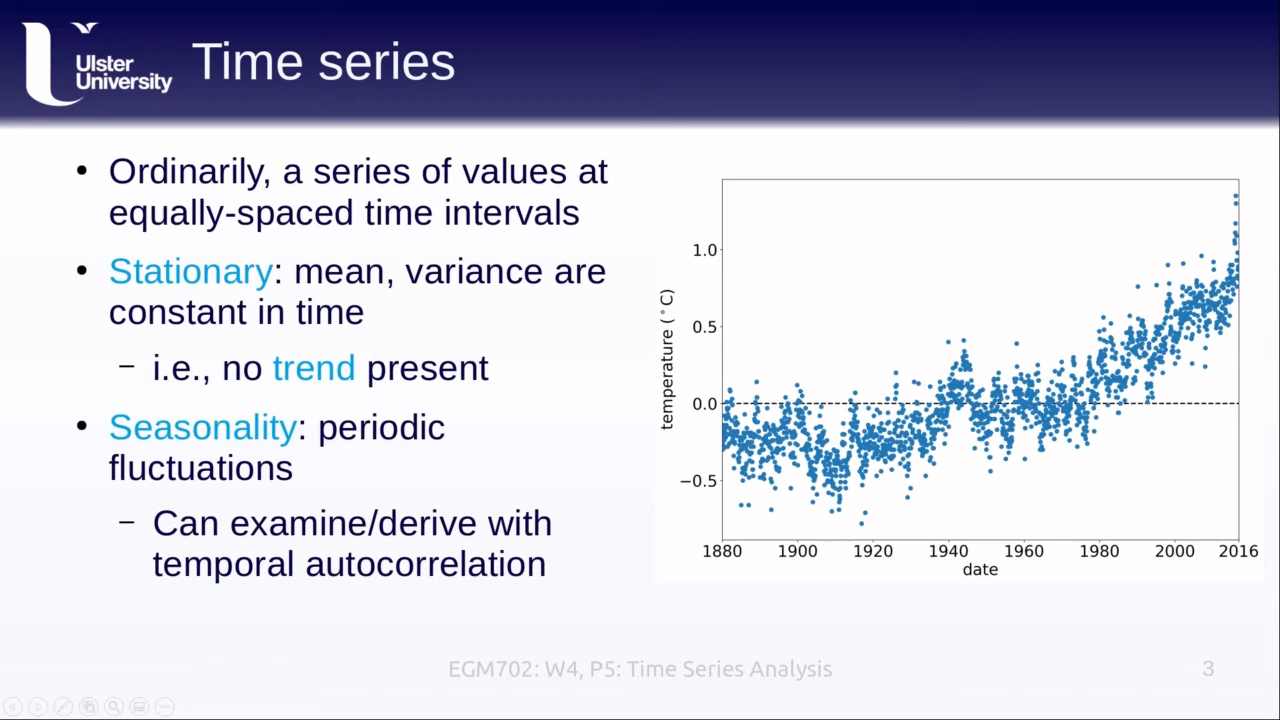 Ulster
University
Time series
• Ordinarily, a series of values at
equally-spaced time intervals
• Stationary: mean, variance are
constant in time
– i.e., no trend present
• Seasonality: periodic
fluctuations
– Can examine/derive with
temporal autocorrelation
temperature (°C)
1.0
0.5
0.0
−0.5
1880 1900 1920 1940 1960 1980 2000 2016
date
EGM702: W4, P5: Time Series Analysis
3